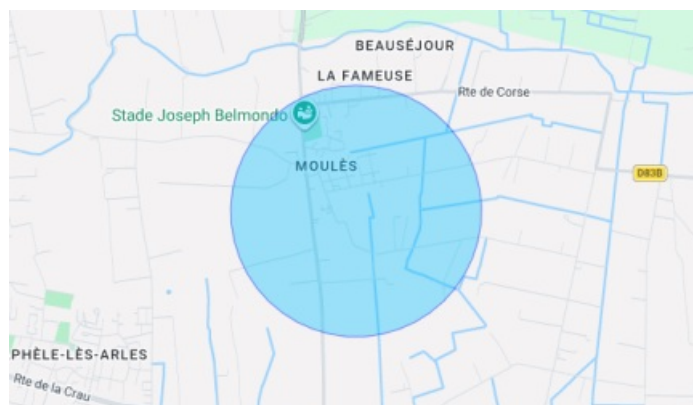 BEAUSÉJOUR
LA FAMEUSE
Rte de Corse
Stade Joseph Belmondo
MOULÈS
D83B
PHÈLE-LÈS-ARLES
Rte de la Crau